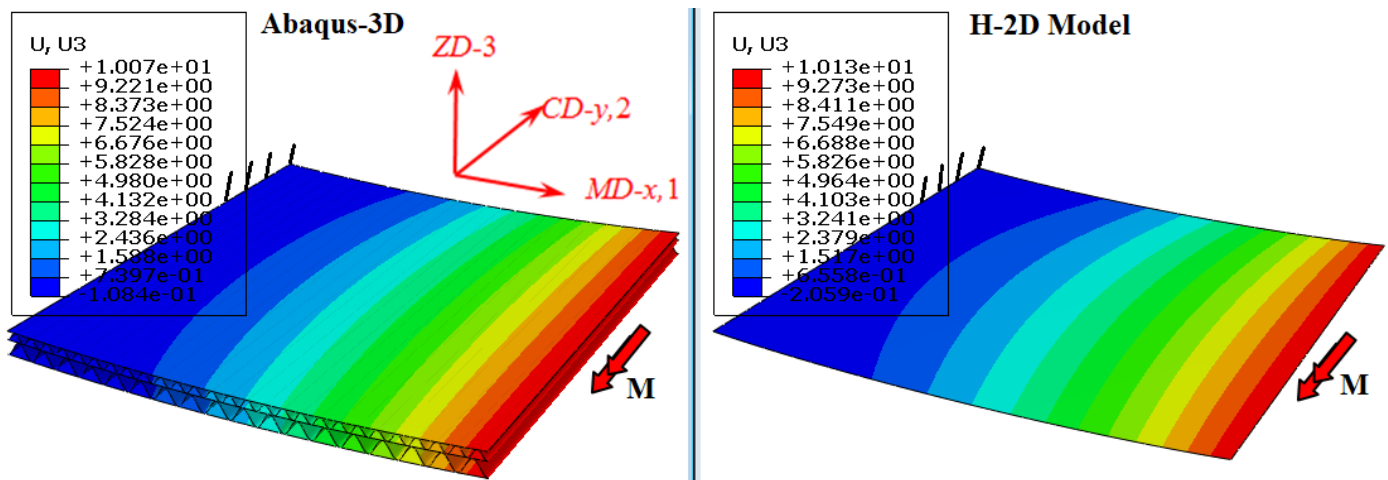 Abaqus-3D
U, U3
+1.007e+01
+9.221e+00
+8.373e+00
+7.524e+00
+6.676e+00
+5.828e+00
+4.980e+00
+4.132e+00
+3.284e+00
+2.436e+00
+1.588e+00
+7.397e-01
-1.084e-01
ZD-3
CD-y,2
MD-x,1
M
H-2D Model
U, U3
+1.013e+01
+9.273e+00
+8.411e+00
+7.549e+00
+6.688e+00
+5.826e+00
+4.964e+00
+4.103e+00
+3.241e+00
+2.379e+00
+1.517e+00
+6.558e-01
-2.059e-01
M